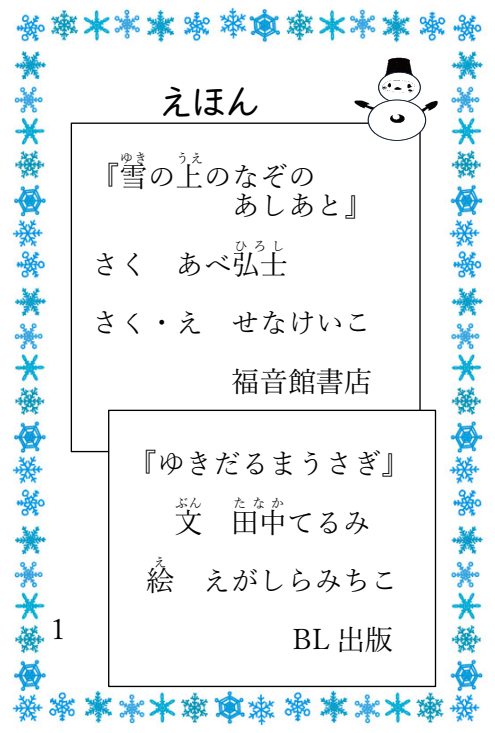 えほん
『雪の上のなぞの
あしあと』
さく　あべ弘士
さく・え　せなけいこ
福音館書店
『ゆきだるまうさぎ』
文　田中てるみ
絵　えがしらみちこ
BL 出版
1